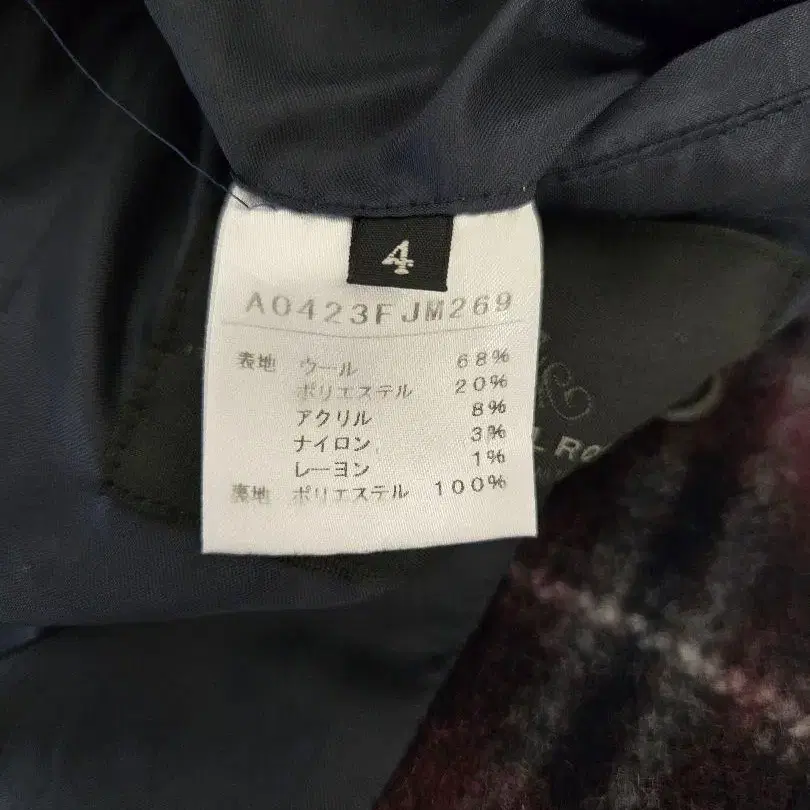 4
A0423FJM269
表地 ウール 68%
ポリエステル 20%
アクリル 8%
ナイロン 3%
レーヨン 1%
裏地 ポリエステル 100%